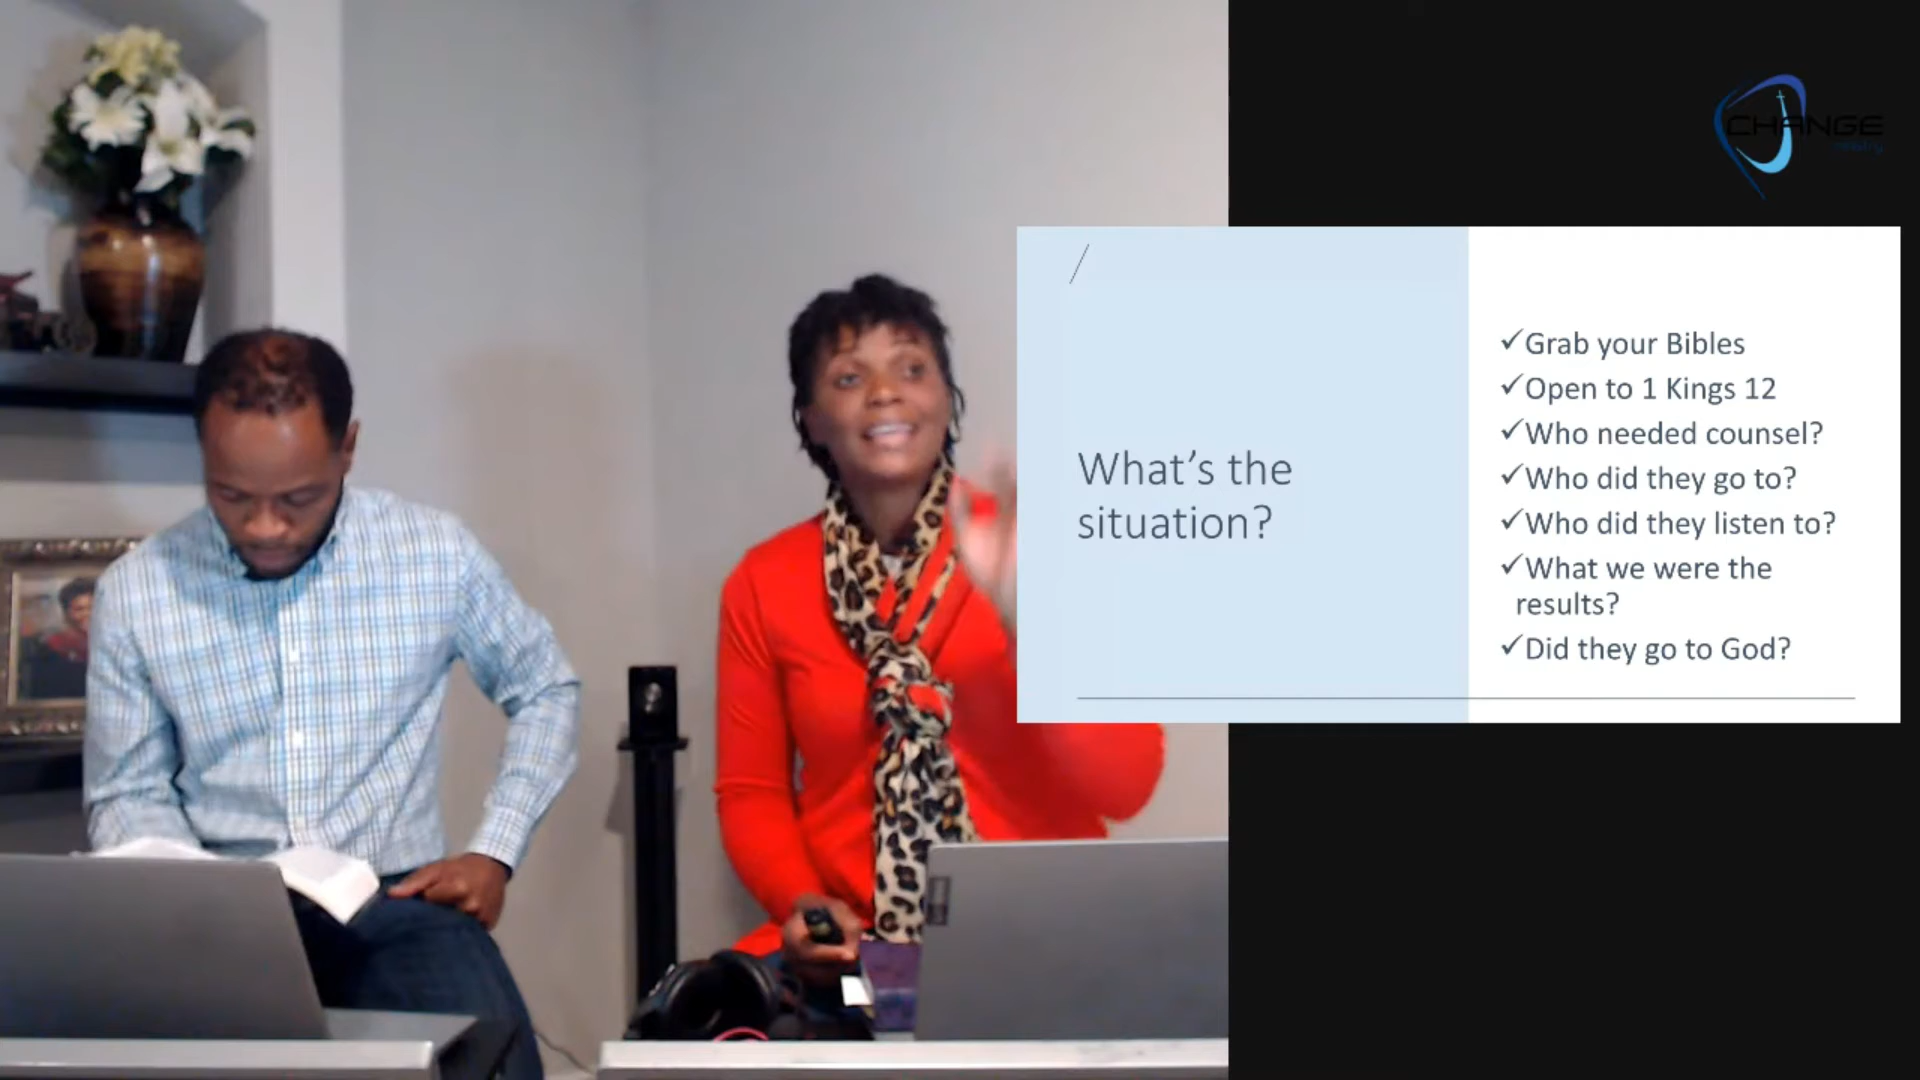 CHANGE
ministry
What's the
situation?
✓Grab your Bibles
✓Open to 1 Kings 12
✓Who needed counsel?
✓Who did they go to?
✓Who did they listen to?
✓What we were the
results?
✓Did they go to God?